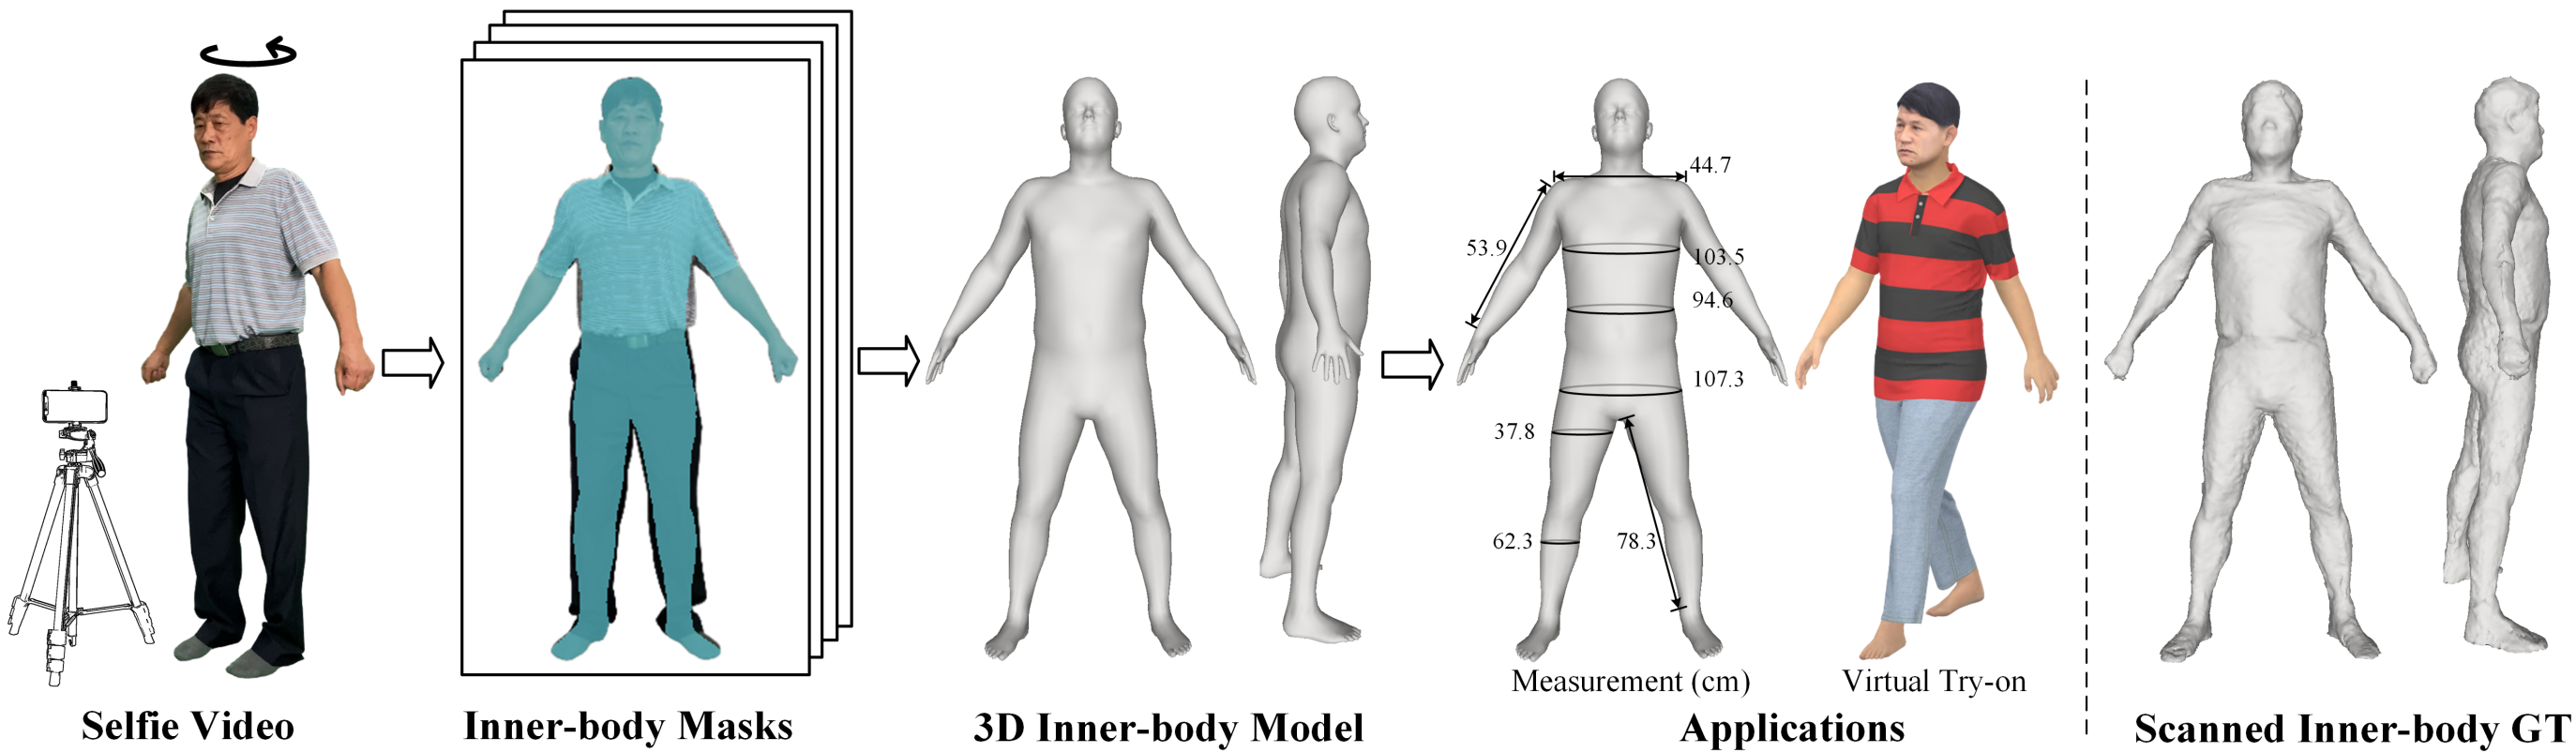 44.7
53.9
103.5
94.6
107.3
37.8
62.3
78.3
Measurement (cm)
Virtual Try-on
Selfie Video
Inner-body Masks
3D Inner-body Model
Applications
Scanned Inner-body GT